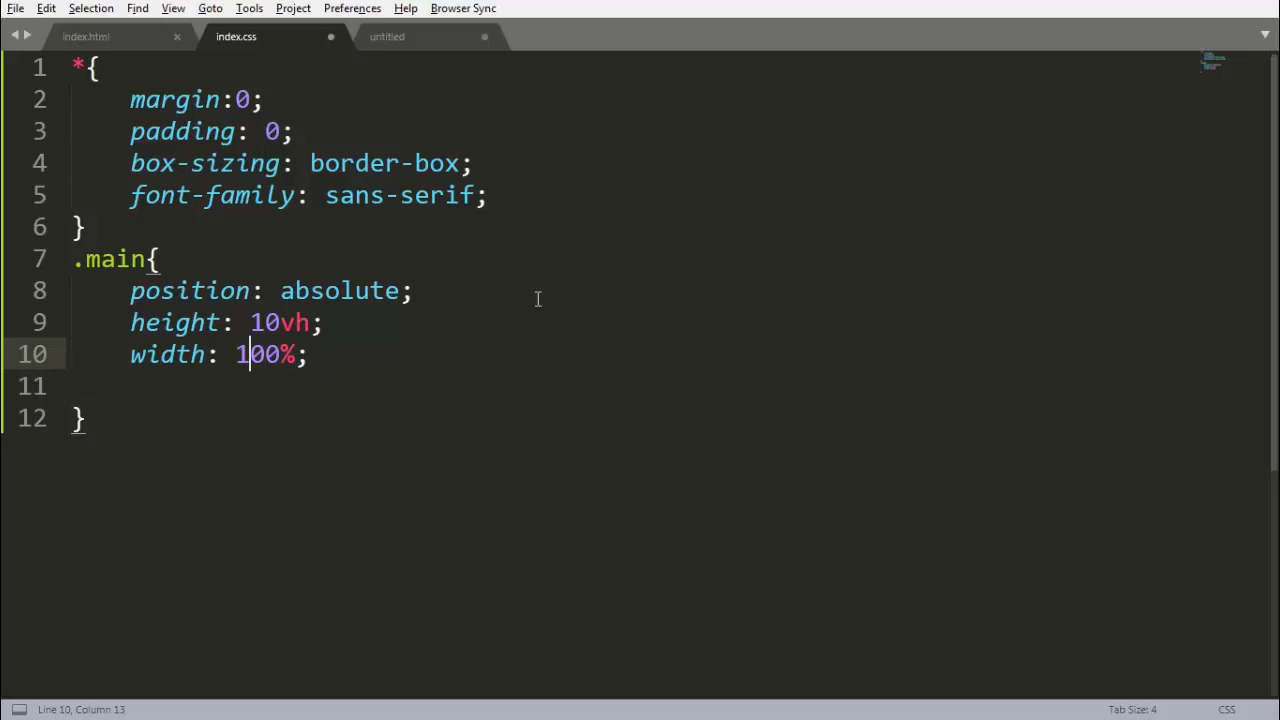 File Edit Selection Find View Goto Tools Project Preferences Help Browser Sync
index.html index.css untitled
1 *{
2 margin:0;
3 padding: 0;
4 box-sizing: border-box;
5 font-family: sans-serif;
6 }
7 .main{
8 position: absolute;
9 height: 10vh;
10 width: 100%;
11
12 }
Line 10, Column 13 Tab Size: 4 CSS